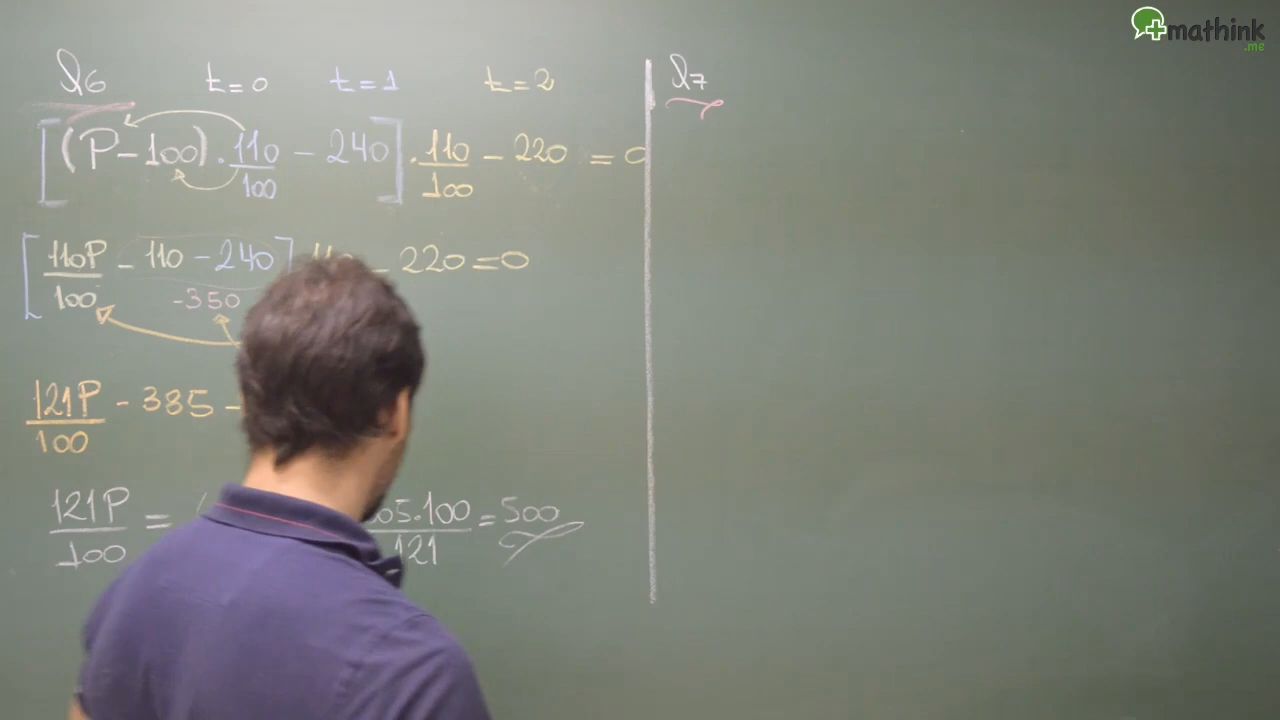 Q6 t=0 t=1 t=2
[(P-100).110/100 - 240].110/100 - 220 = 0
[110P/100 - 110 - 240] - 220=0
-350
121P/100 - 385 -
121P/100 = 05.100/121 = 500
Q7
+mathink
.me